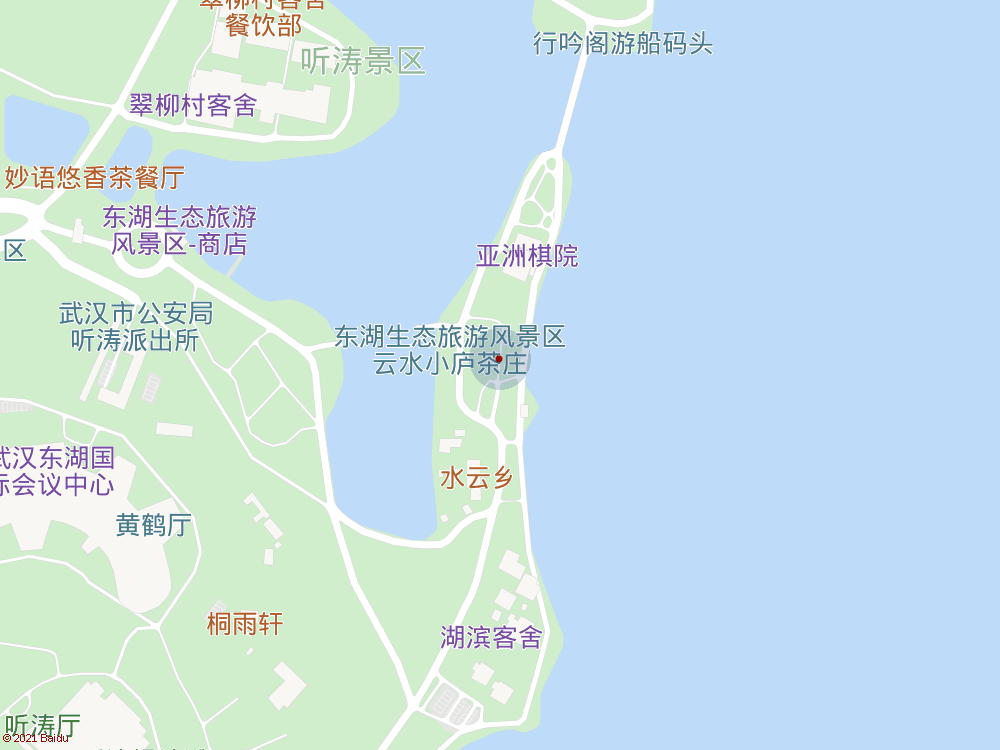 翠柳村客舍
餐饮部
行吟阁游船码头
听涛景区
翠柳村客舍
妙语悠香茶餐厅
东湖生态旅游
风景区-商店
区
亚洲棋院
武汉市公安局
听涛派出所
东湖生态旅游风景区
云水小庐茶庄
武汉东湖国
际会议中心
水云乡
黄鹤厅
桐雨轩
湖滨客舍
听涛厅
© 2021 Baidu